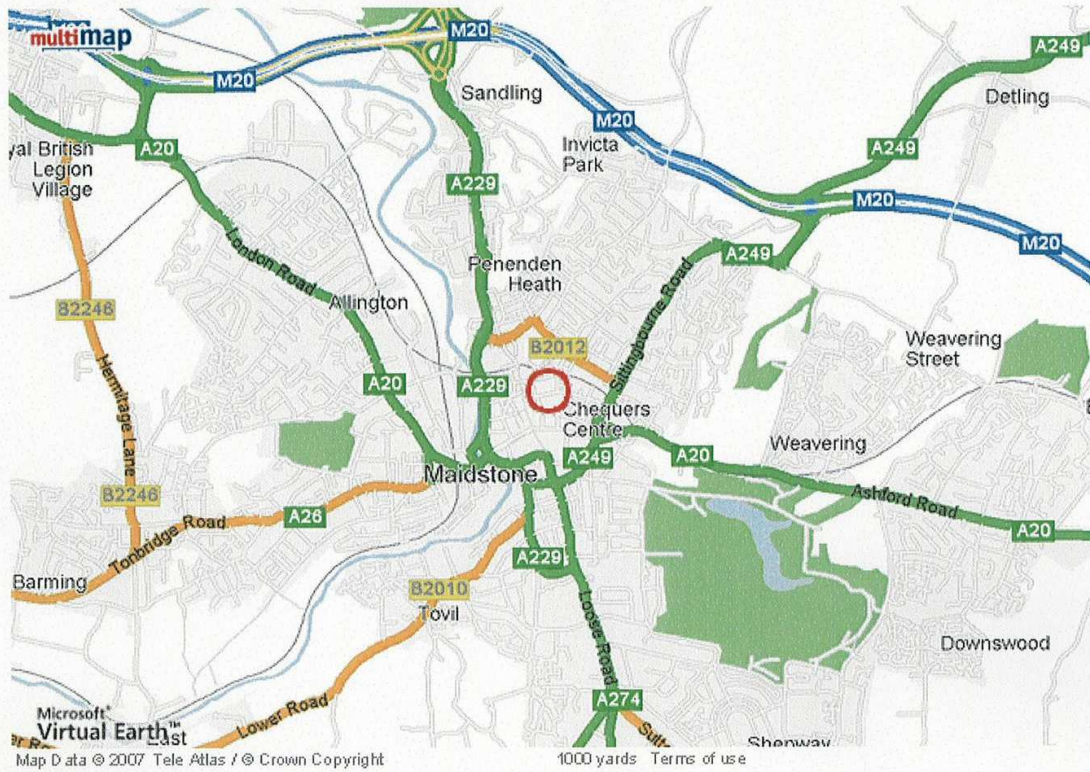 multimap
M20
M20
A249
Sandling
Detling
M20
Invicta
Park
A20
yal British
Legion
Village
A249
A229
M20
London Road
A249
M20
Penenden
Heath
Sittingbourne Road
Allington
B2246
Weavering
Street
B2012
Hermitage Lane
A20
A229
Chequers
Centre
Weavering
Maidstone
A249
A20
Ashford Road
B2246
A26
Tonbridge Road
A20
A229
Barming
B2010
Tovil
Loose Road
Downswood
A274
Lower Road
Microsoft®
Virtual Earth™
East
Shepway
Map Data © 2007 Tele Atlas / © Crown Copyright
1000 yards Terms of use